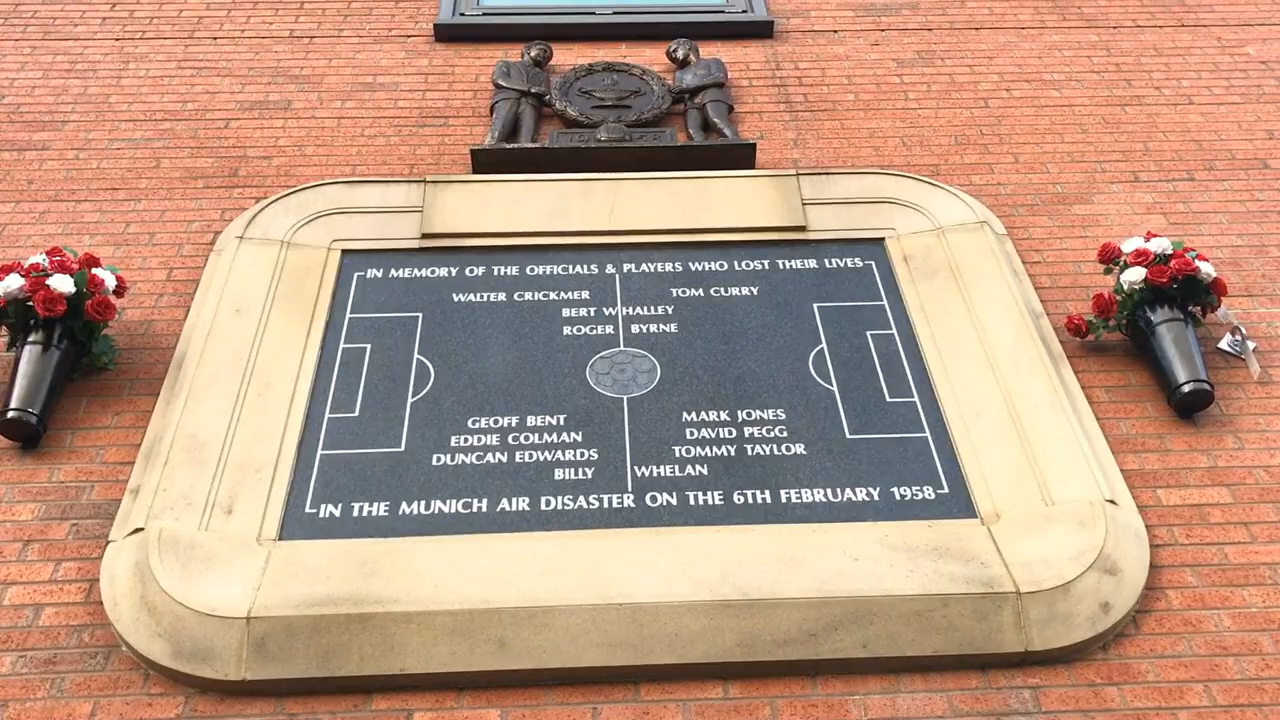 1958
IN MEMORY OF THE OFFICIALS & PLAYERS WHO LOST THEIR LIVES
WALTER CRICKMER TOM CURRY
BERT WHALLEY
ROGER BYRNE
GEOFF BENT MARK JONES
EDDIE COLMAN DAVID PEGG
DUNCAN EDWARDS TOMMY TAYLOR
BILLY WHELAN
IN THE MUNICH AIR DISASTER ON THE 6TH FEBRUARY 1958